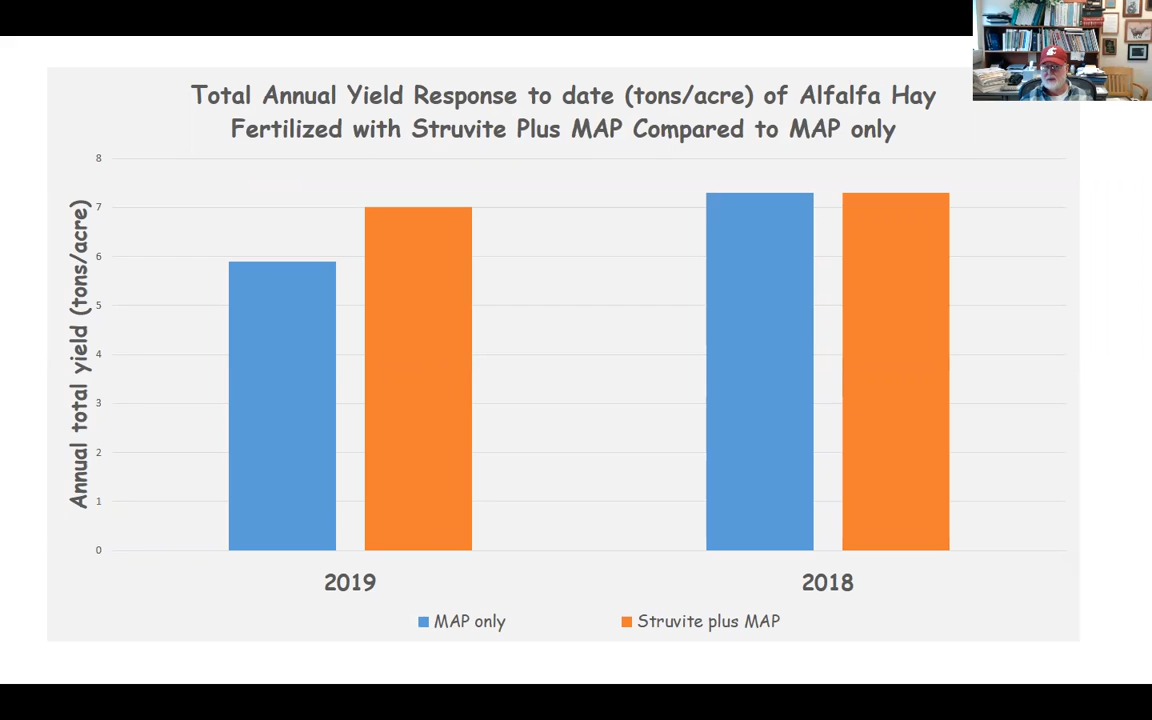 Total Annual Yield Response to date (tons/acre) of Alfalfa Hay
Fertilized with Struvite Plus MAP Compared to MAP only
Annual total yield (tons/acre)
8
7
6
5
4
3
2
1
0
2019 2018
MAP only Struvite plus MAP